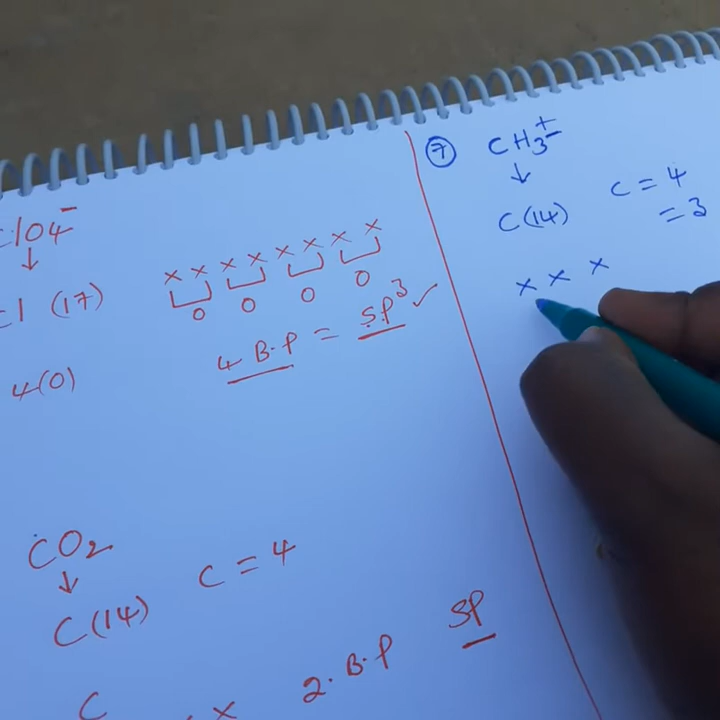 ClO4⁻
↓
Cl (17)
4(O)
x x x x x x x x
O O O O
4 B.P = SP³ ✓
CO2
↓
C(14) C = 4
C
x
2.B.P SP
⑦ CH3⁺
↓
C(14) C = 4
= 3
x x x